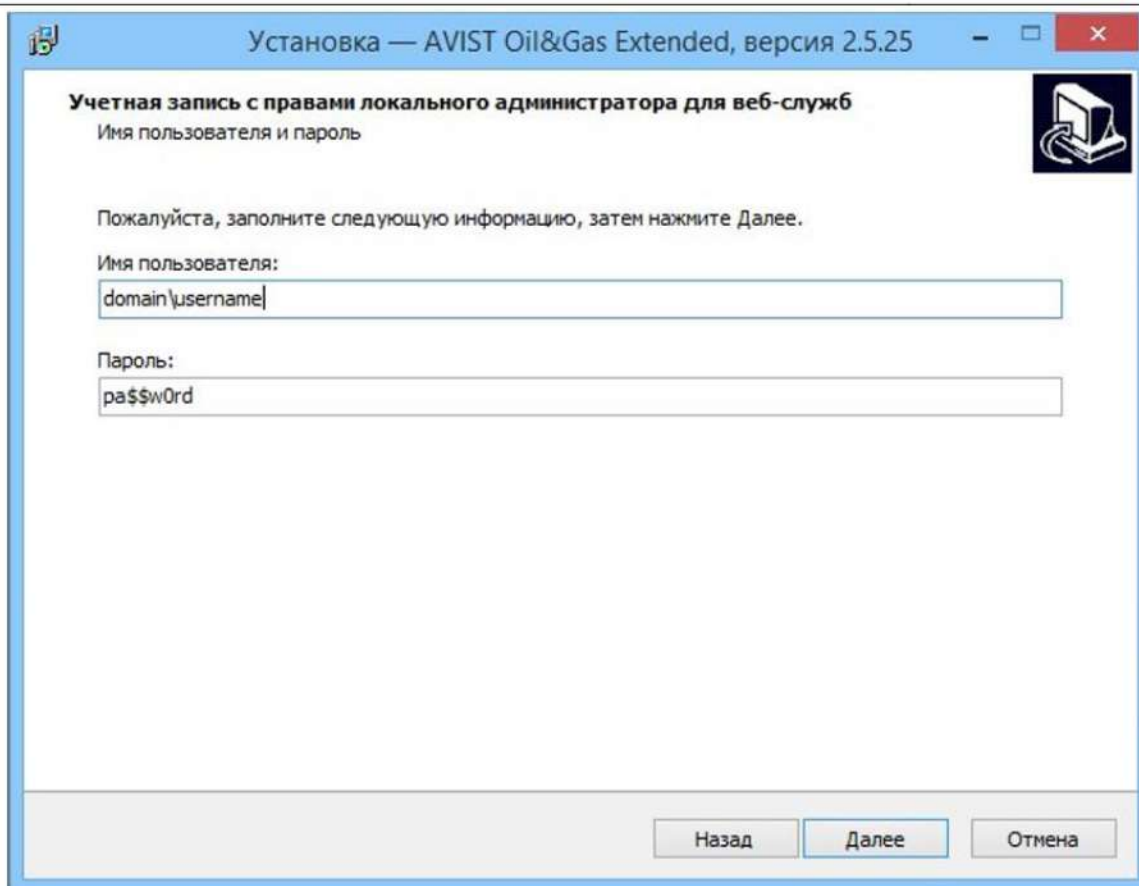 Установка — AVIST Oil&Gas Extended, версия 2.5.25
Учетная запись с правами локального администратора для веб-служб
Имя пользователя и пароль
Пожалуйста, заполните следующую информацию, затем нажмите Далее.
Имя пользователя:
domain\username
Пароль:
pa$$w0rd
Назад Далее Отмена